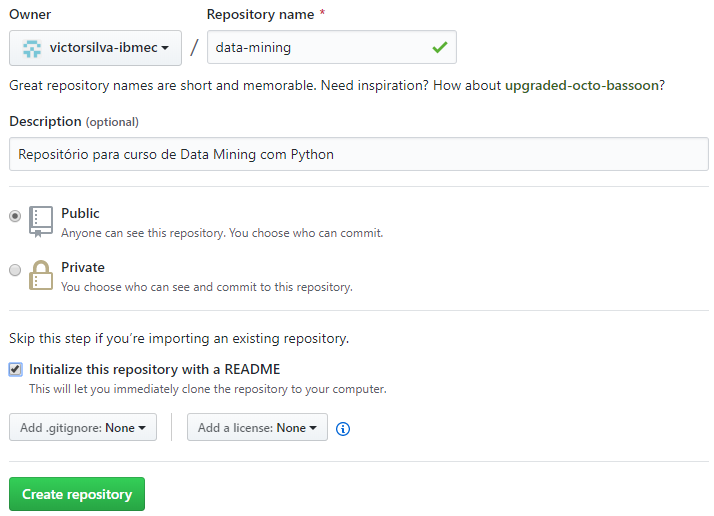 Owner
Repository name *
victorsilva-ibmec / data-mining
Great repository names are short and memorable. Need inspiration? How about upgraded-octo-bassoon?
Description (optional)
Repositório para curso de Data Mining com Python
Public
Anyone can see this repository. You choose who can commit.
Private
You choose who can see and commit to this repository.
Skip this step if you’re importing an existing repository.
Initialize this repository with a README
This will let you immediately clone the repository to your computer.
Add .gitignore: None
Add a license: None
Create repository